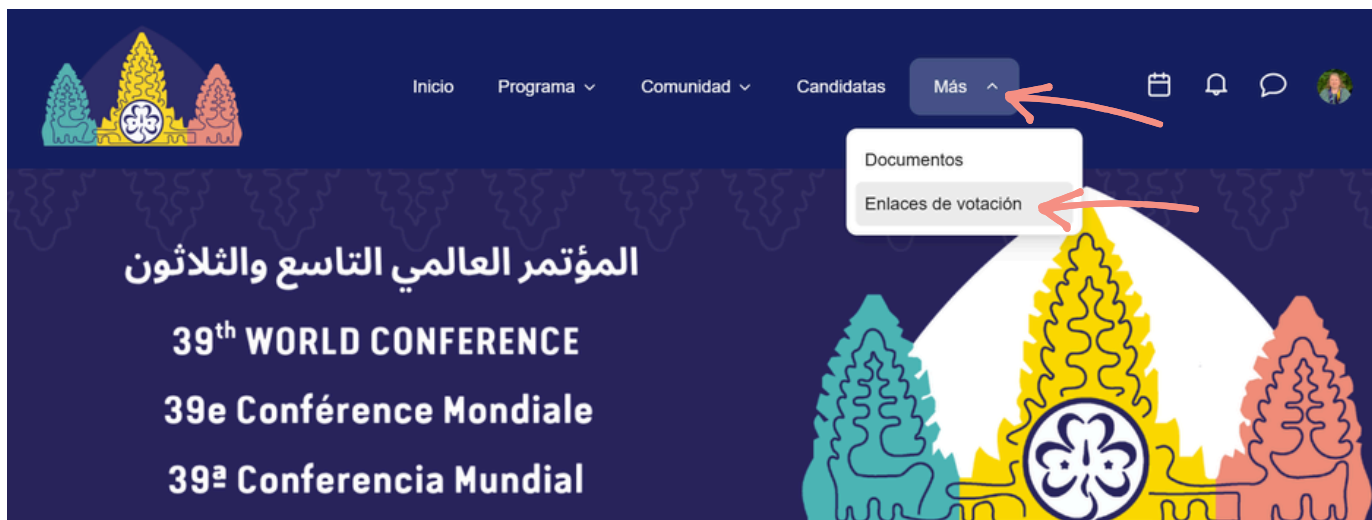 Inicio Programa Comunidad Candidatas Más
Documentos
Enlaces de votación
المؤتمر العالمي التاسع والثلاثون
39th WORLD CONFERENCE
39e Conférence Mondiale
39ª Conferencia Mundial